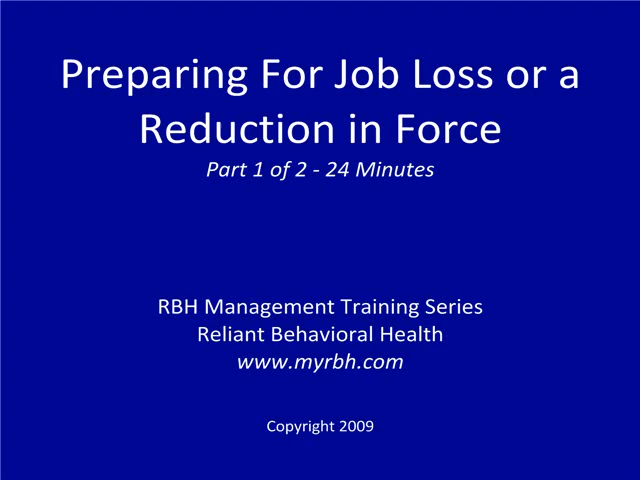 Preparing For Job Loss or a
Reduction in Force
Part 1 of 2 - 24 Minutes
RBH Management Training Series
Reliant Behavioral Health
www.myrbh.com
Copyright 2009